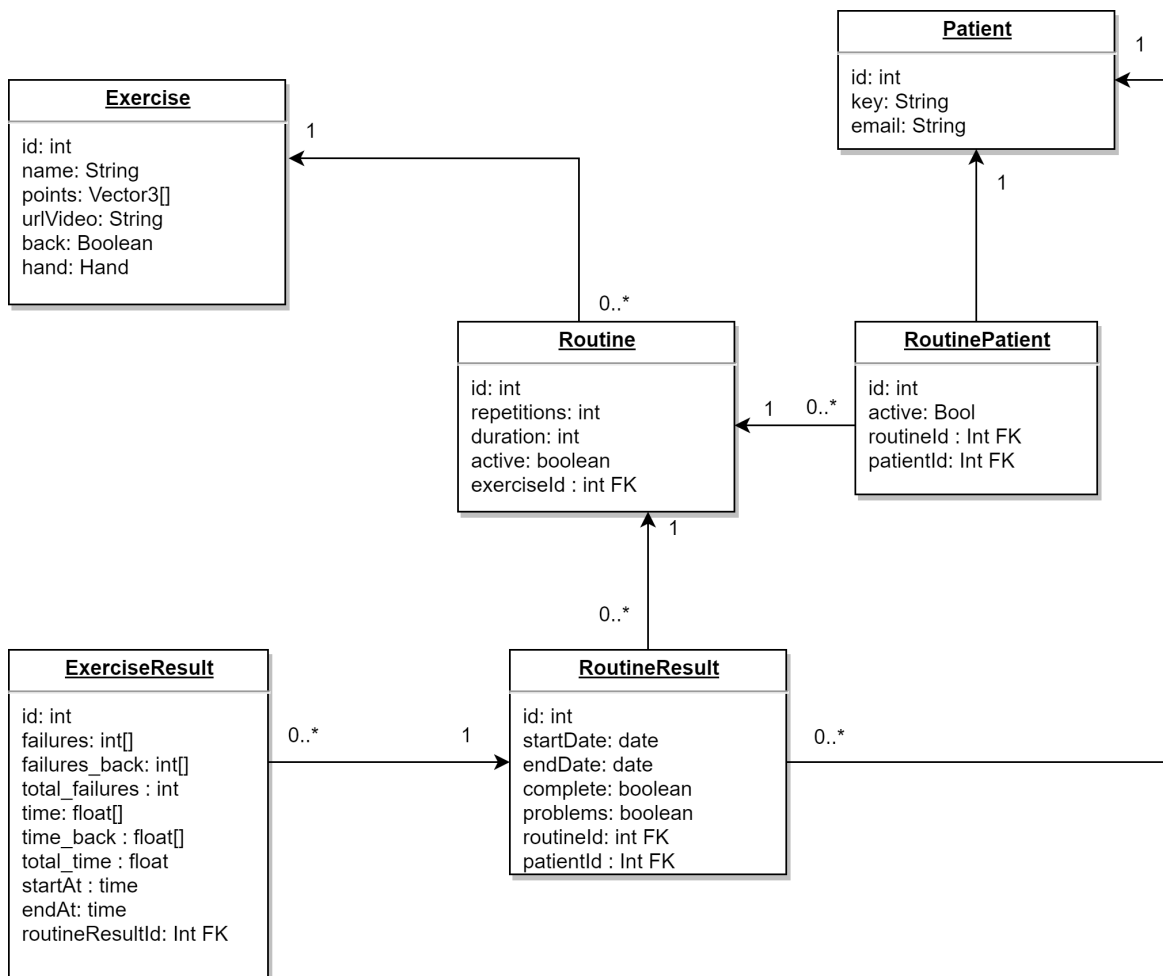 Patient
id: int
key: String
email: String
1
Exercise
id: int
name: String
points: Vector3[]
urlVideo: String
back: Boolean
hand: Hand
1
1
0..*
Routine
id: int
repetitions: int
duration: int
active: boolean
exerciseId : int FK
1
0..*
RoutinePatient
id: int
active: Bool
routineId : Int FK
patientId: Int FK
1
0..*
ExerciseResult
id: int
failures: int[]
failures_back: int[]
total_failures : int
time: float[]
time_back : float[]
total_time : float
startAt : time
endAt: time
routineResultId: Int FK
0..*
1
RoutineResult
id: int
startDate: date
endDate: date
complete: boolean
problems: boolean
routineId: int FK
patientId : Int FK
0..*